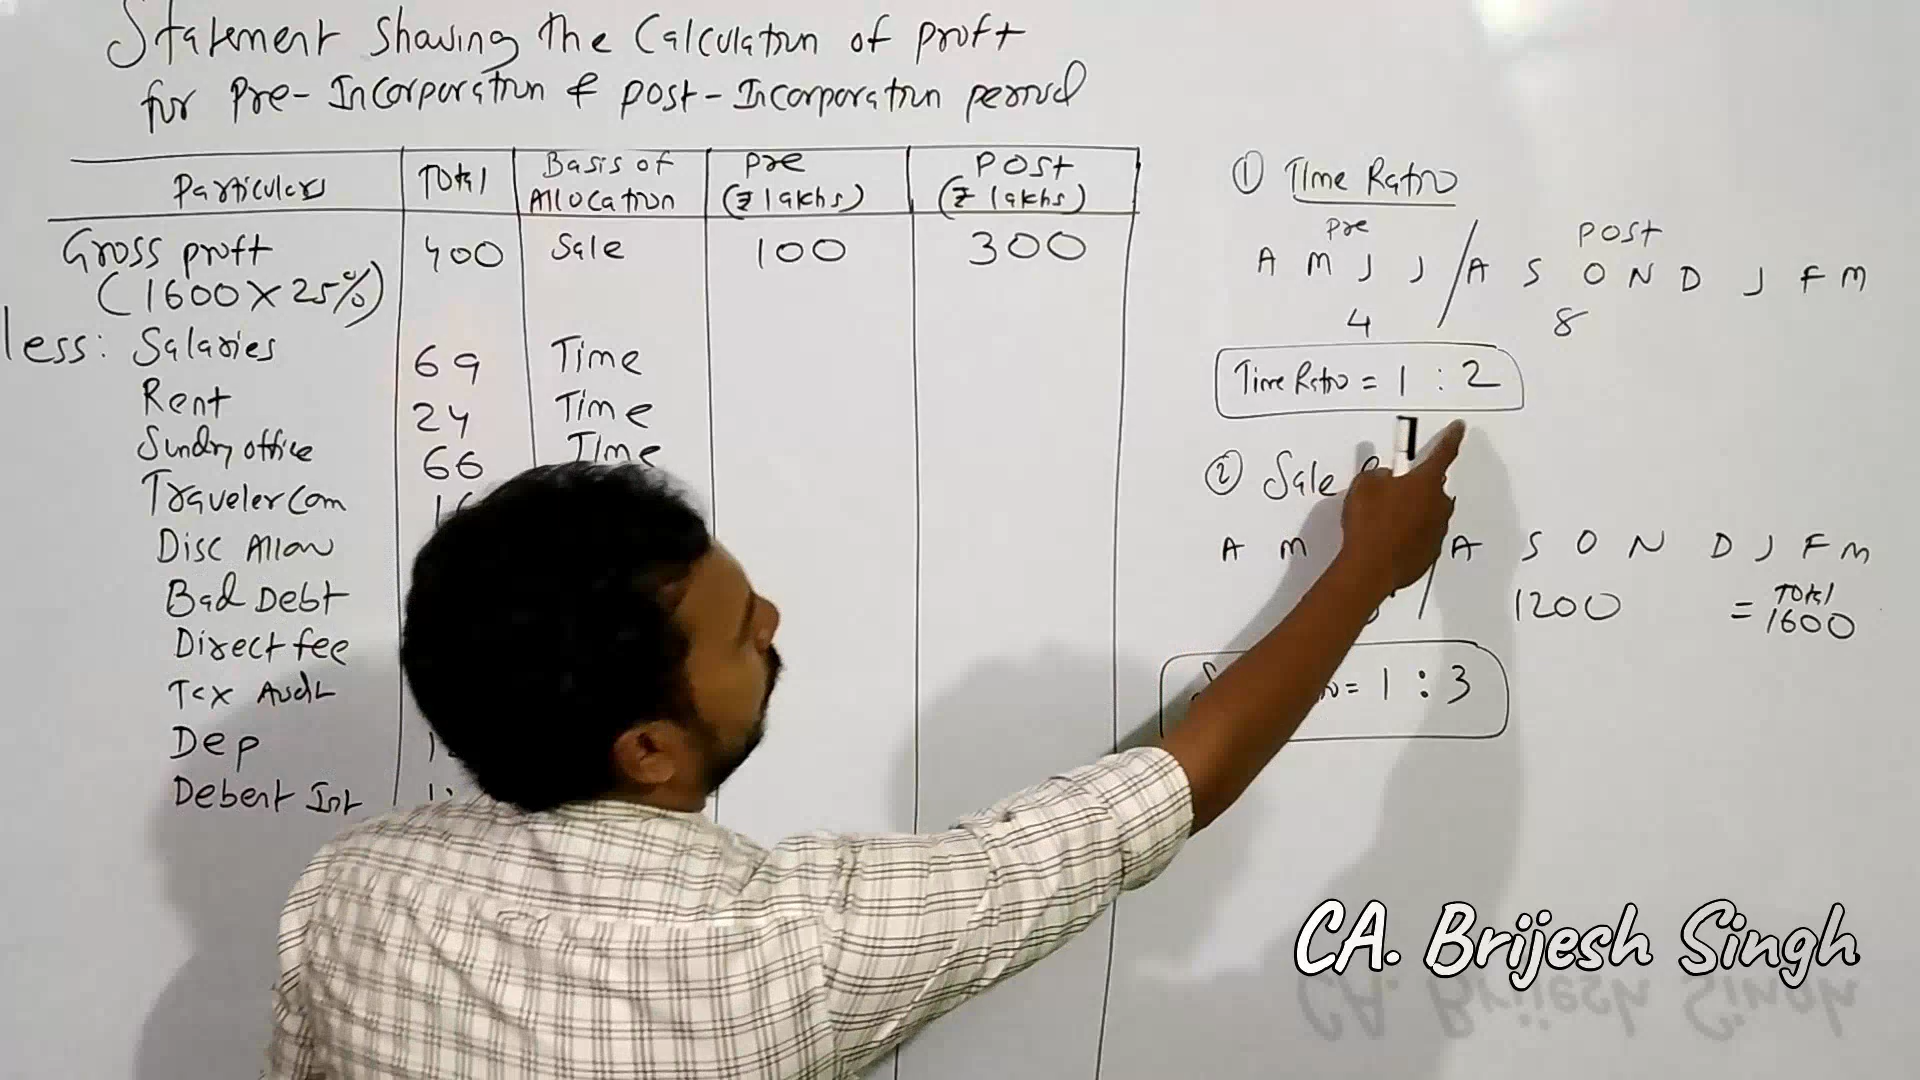 Statement Showing The Calculation of profit
for Pre-Incorporation & post-Incorporation period
Particulars Total Basis of Allocation Pre (₹ lakhs) POST (₹ lakhs)
Gross profit 400 Sale 100 300
(1600 X 25%)
less: Salaries 69 Time
Rent 24 Time
Sundry office 66 Time
Traveler Com
Disc Allow
Bad Debt
Direct fee
Tax Audit
Dep
Debent Int
① Time Ratio
Pre POST
A M J J / A S O N D J F M
4 8
Time Ratio = 1 : 2
② Sale
A M A S O N D J F M
1200 = Total 1600
= 1 : 3
CA. Brijesh Singh